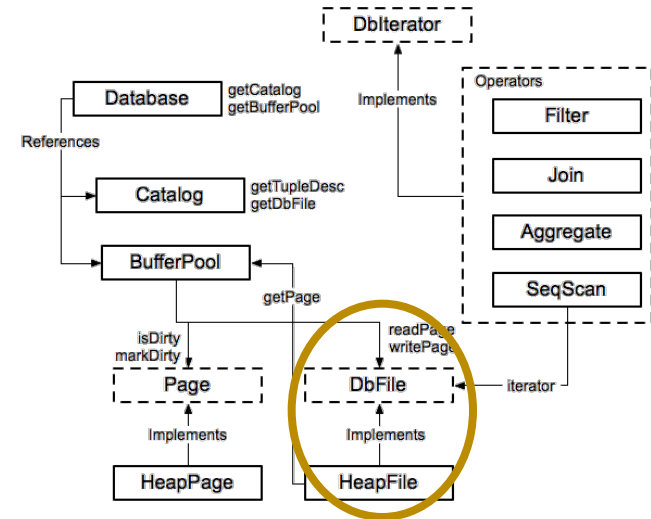 DbIterator
Database
getCatalog
getBufferPool
Implements
Operators
Filter
References
Join
Catalog
getTupleDesc
getDbFile
Aggregate
BufferPool
SeqScan
getPage
isDirty
markDirty
readPage
writePage
Page
DbFile
iterator
Implements
Implements
HeapPage
HeapFile